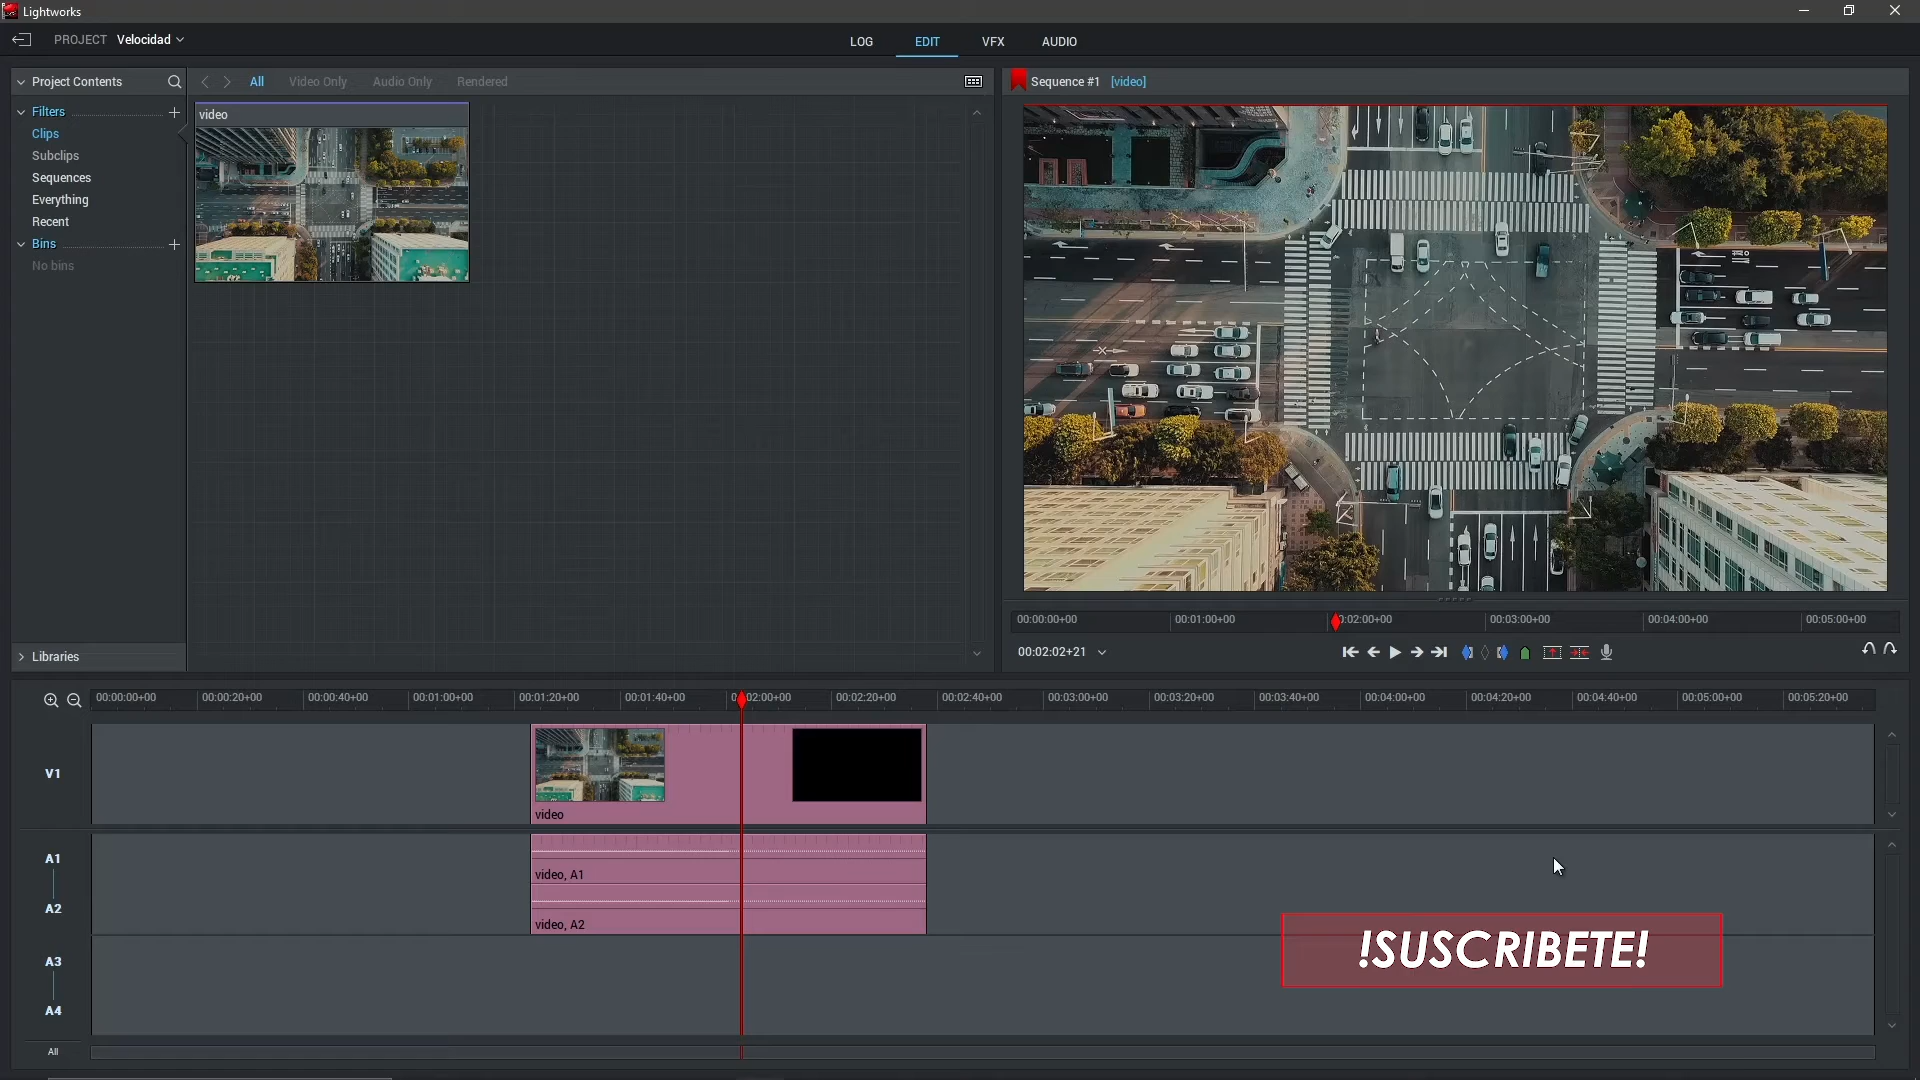 Lightworks
PROJECT Velocidad
LOG EDIT VFX AUDIO
Project Contents
All Video Only Audio Only Rendered
Sequence #1 [video]
Filters
Clips
Subclips
Sequences
Everything
Recent
Bins
No bins
video
00:00:00+00 00:01:00+00 0:02:00+00 00:03:00+00 00:04:00+00 00:05:00+00
Libraries
00:02:02+21
00:00:00+00 00:00:20+00 00:00:40+00 00:01:00+00 00:01:20+00 00:01:40+00 00:02:00+00 00:02:20+00 00:02:40+00 00:03:00+00 00:03:20+00 00:03:40+00 00:04:00+00 00:04:20+00 00:04:40+00 00:05:00+00 00:05:20+00
V1
video
A1
video, A1
A2
video, A2
!SUSCRIBETE!
A3
A4
All